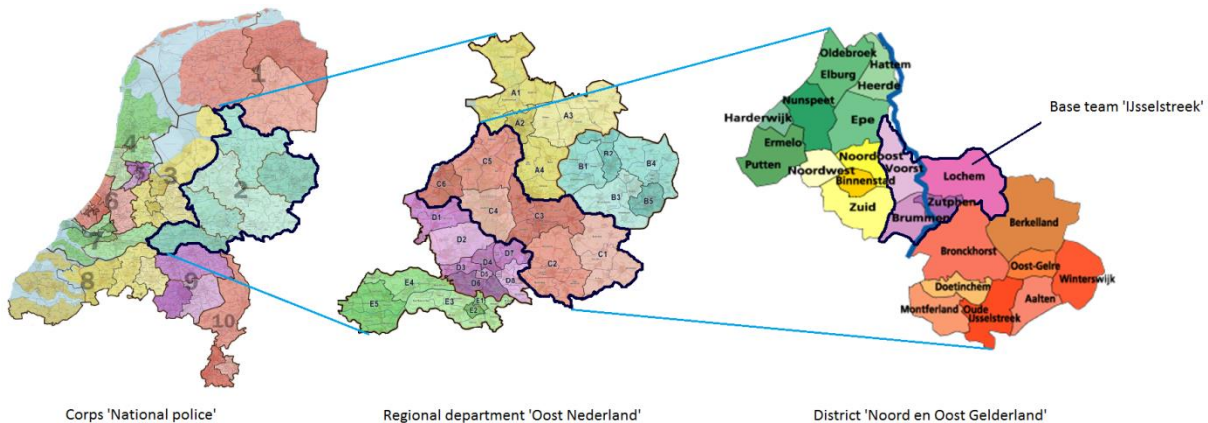 1
2
3
4
5
6
7
8
9
10
A1
A2
A3
A4
B1
B2
B3
B4
B5
C1
C2
C3
C4
C5
C6
D1
D2
D3
D4
D5
D6
D7
D8
E1
E2
E3
E4
E5
Oldebroek
Hattem
Elburg
Heerde
Nunspeet
Harderwijk
Epe
Ermelo
Putten
Noordoost
Voorst
Noordwest
Binnenstad
Lochem
Zuid
Zutphen
Brummen
Berkelland
Bronckhorst
Oost-Gelre
Winterswijk
Doetinchem
Aalten
Montferland
Oude
IJsselstreek
Base team 'IJsselstreek'
Corps 'National police'
Regional department 'Oost Nederland'
District 'Noord en Oost Gelderland'